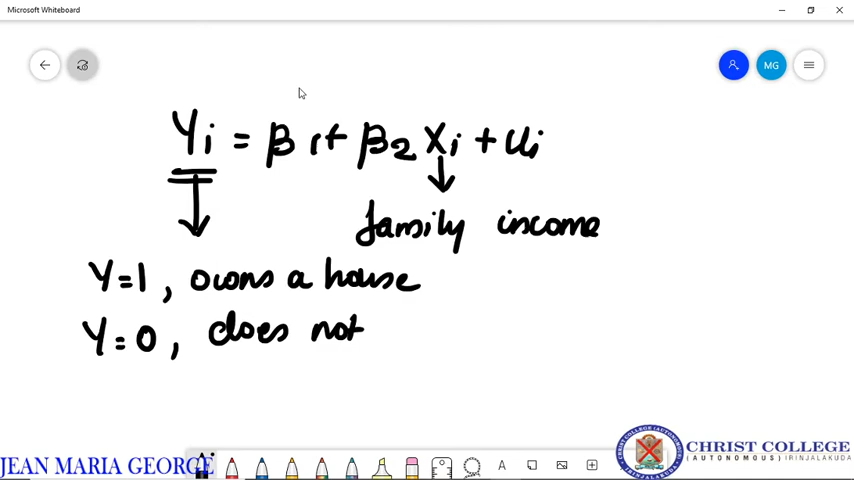 Microsoft Whiteboard
MG
Yi = β1+ β2 Xi + ui
family income
Y=1, owns a house
Y=0, does not
JEAN MARIA GEORGE
A
CHRIST COLLEGE
(AUTONOMOUS) IRINJALAKUDA